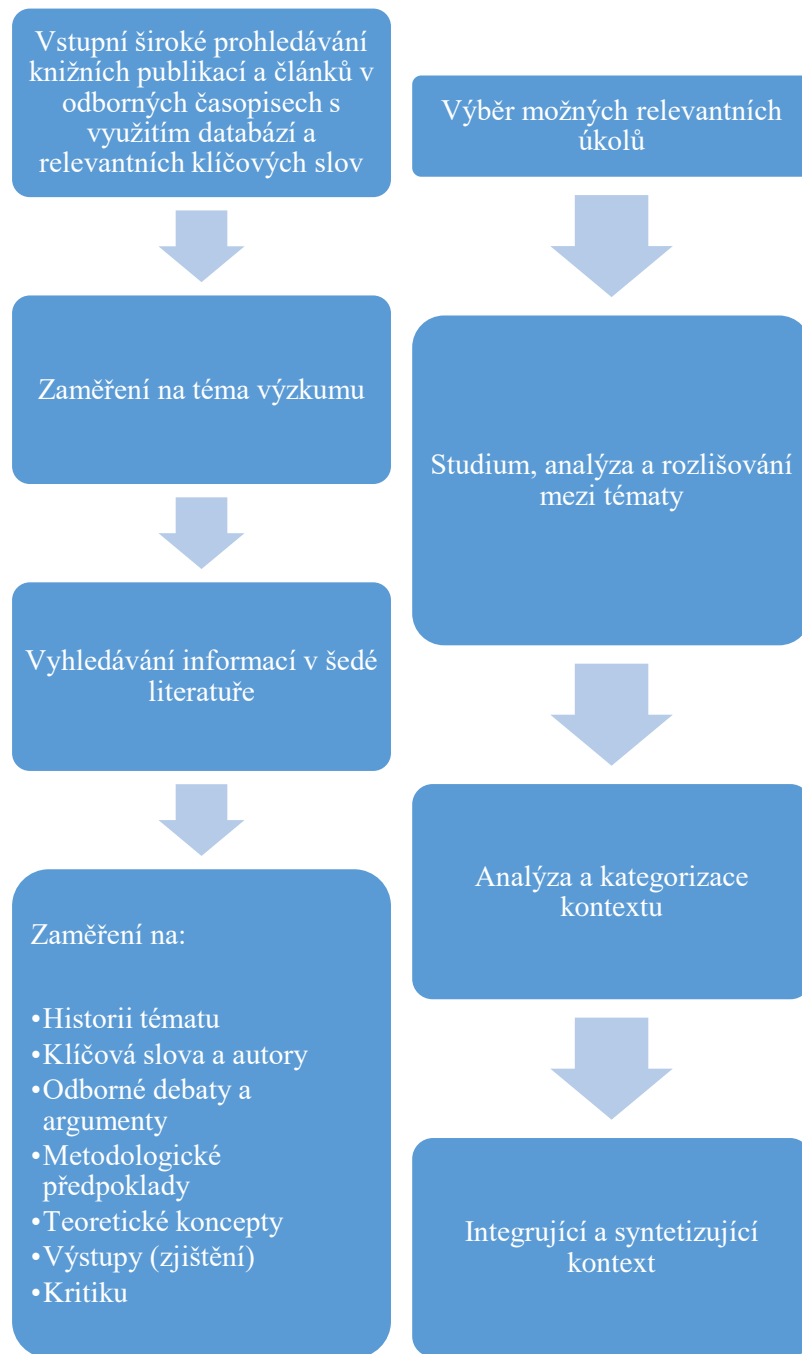 Vstupní široké prohledávání
knižních publikací a článků v
odborných časopisech s
využitím databází a
relevantních klíčových slov
Zaměření na téma výzkumu
Vyhledávání informací v šedé
literatuře
Zaměření na:
•Historii tématu
•Klíčová slova a autory
•Odborné debaty a
argumenty
•Metodologické
předpoklady
•Teoretické koncepty
•Výstupy (zjištění)
•Kritiku
Výběr možných relevantních
úkolů
Studium, analýza a rozlišování
mezi tématy
Analýza a kategorizace
kontextu
Integrující a syntetizující
kontext